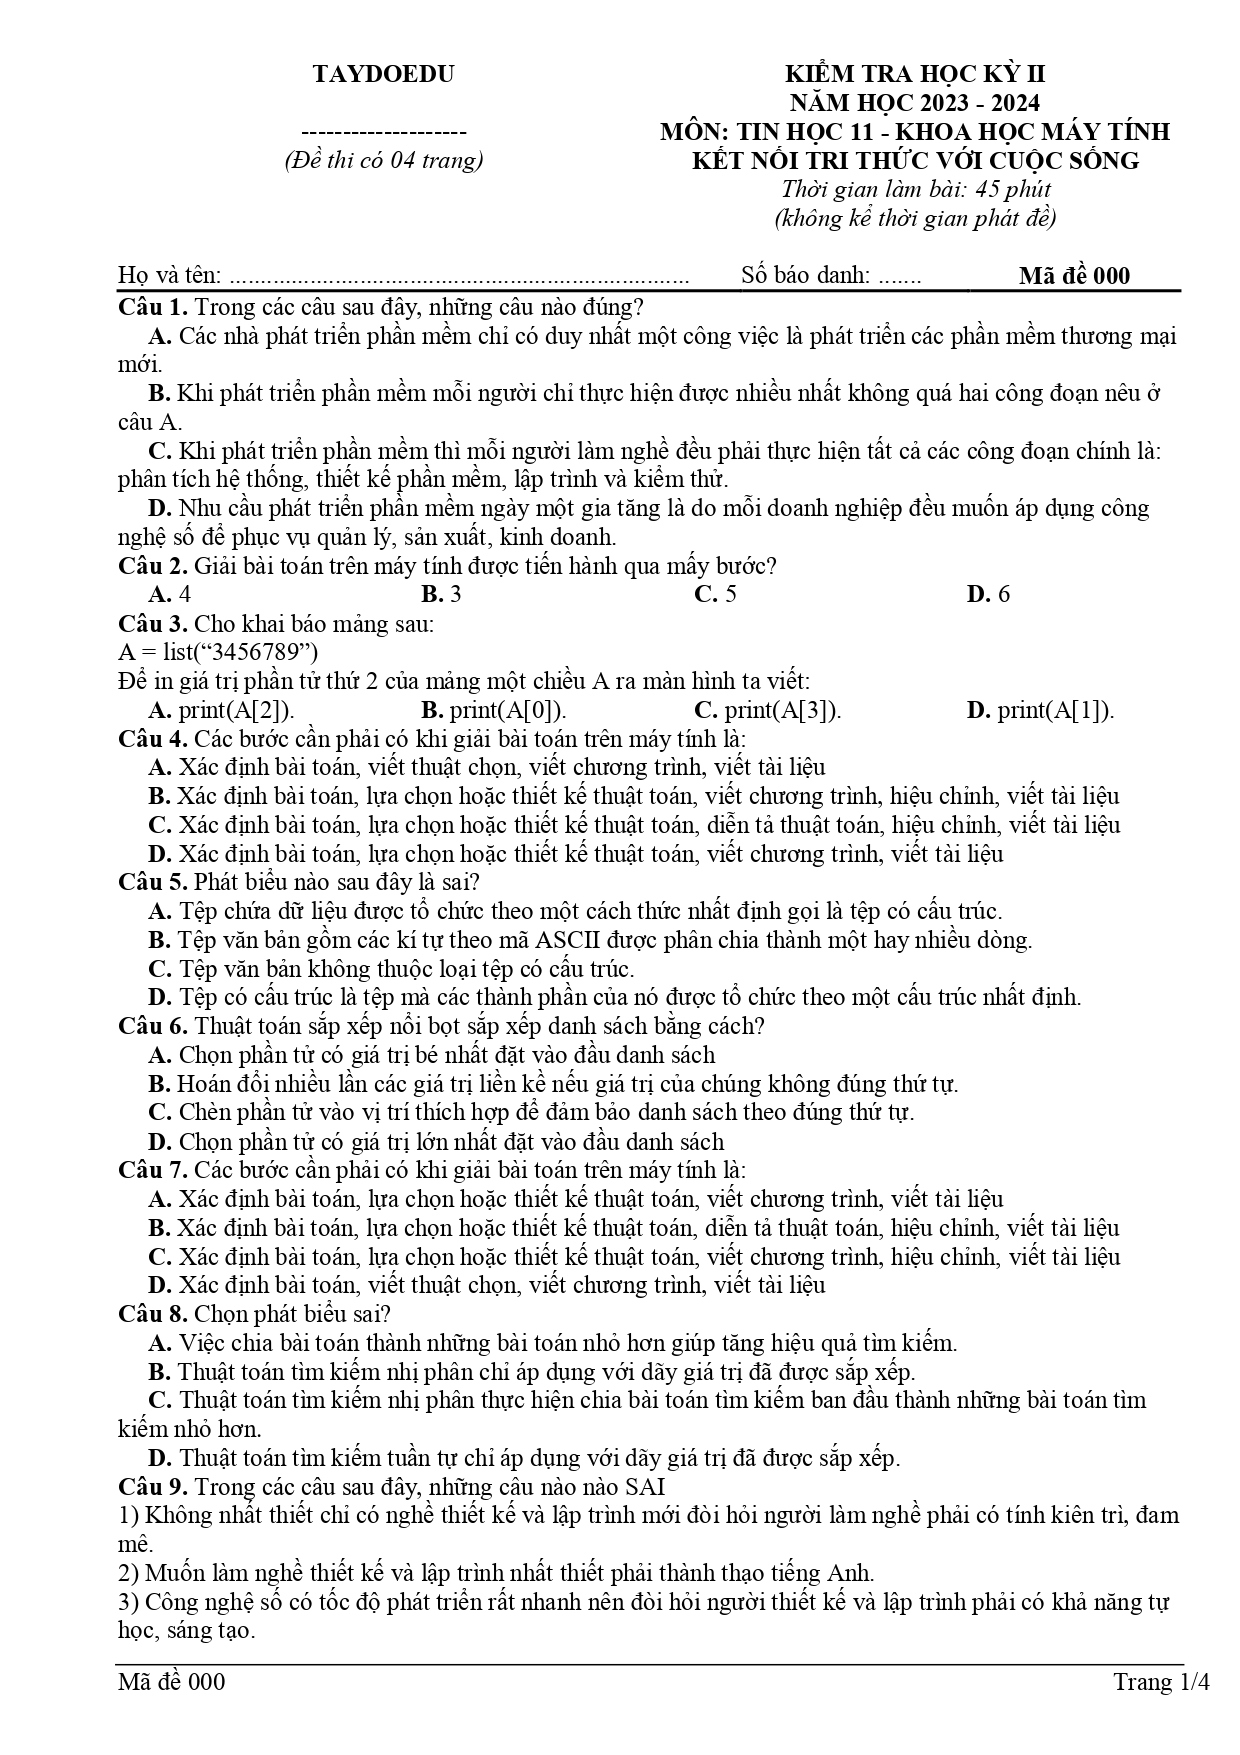 TAYDOEDU
--------------------
(Đề thi có 04 trang)
KIỂM TRA HỌC KỲ II
NĂM HỌC 2023 - 2024
MÔN: TIN HỌC 11 - KHOA HỌC MÁY TÍNH
KẾT NỐI TRI THỨC VỚI CUỘC SỐNG
Thời gian làm bài: 45 phút
(không kể thời gian phát đề)
Họ và tên: ........................................................................... Số báo danh: ....... Mã đề 000
Câu 1. Trong các câu sau đây, những câu nào đúng?
A. Các nhà phát triển phần mềm chỉ có duy nhất một công việc là phát triển các phần mềm thương mại
mới.
B. Khi phát triển phần mềm mỗi người chỉ thực hiện được nhiều nhất không quá hai công đoạn nêu ở
câu A.
C. Khi phát triển phần mềm thì mỗi người làm nghề đều phải thực hiện tất cả các công đoạn chính là:
phân tích hệ thống, thiết kế phần mềm, lập trình và kiểm thử.
D. Nhu cầu phát triển phần mềm ngày một gia tăng là do mỗi doanh nghiệp đều muốn áp dụng công
nghệ số để phục vụ quản lý, sản xuất, kinh doanh.
Câu 2. Giải bài toán trên máy tính được tiến hành qua mấy bước?
A. 4 B. 3 C. 5 D. 6
Câu 3. Cho khai báo mảng sau:
A = list(“3456789”)
Để in giá trị phần tử thứ 2 của mảng một chiều A ra màn hình ta viết:
A. print(A[2]). B. print(A[0]). C. print(A[3]). D. print(A[1]).
Câu 4. Các bước cần phải có khi giải bài toán trên máy tính là:
A. Xác định bài toán, viết thuật chọn, viết chương trình, viết tài liệu
B. Xác định bài toán, lựa chọn hoặc thiết kế thuật toán, viết chương trình, hiệu chỉnh, viết tài liệu
C. Xác định bài toán, lựa chọn hoặc thiết kế thuật toán, diễn tả thuật toán, hiệu chỉnh, viết tài liệu
D. Xác định bài toán, lựa chọn hoặc thiết kế thuật toán, viết chương trình, viết tài liệu
Câu 5. Phát biểu nào sau đây là sai?
A. Tệp chứa dữ liệu được tổ chức theo một cách thức nhất định gọi là tệp có cấu trúc.
B. Tệp văn bản gồm các kí tự theo mã ASCII được phân chia thành một hay nhiều dòng.
C. Tệp văn bản không thuộc loại tệp có cấu trúc.
D. Tệp có cấu trúc là tệp mà các thành phần của nó được tổ chức theo một cấu trúc nhất định.
Câu 6. Thuật toán sắp xếp nổi bọt sắp xếp danh sách bằng cách?
A. Chọn phần tử có giá trị bé nhất đặt vào đầu danh sách
B. Hoán đổi nhiều lần các giá trị liền kề nếu giá trị của chúng không đúng thứ tự.
C. Chèn phần tử vào vị trí thích hợp để đảm bảo danh sách theo đúng thứ tự.
D. Chọn phần tử có giá trị lớn nhất đặt vào đầu danh sách
Câu 7. Các bước cần phải có khi giải bài toán trên máy tính là:
A. Xác định bài toán, lựa chọn hoặc thiết kế thuật toán, viết chương trình, viết tài liệu
B. Xác định bài toán, lựa chọn hoặc thiết kế thuật toán, diễn tả thuật toán, hiệu chỉnh, viết tài liệu
C. Xác định bài toán, lựa chọn hoặc thiết kế thuật toán, viết chương trình, hiệu chỉnh, viết tài liệu
D. Xác định bài toán, viết thuật chọn, viết chương trình, viết tài liệu
Câu 8. Chọn phát biểu sai?
A. Việc chia bài toán thành những bài toán nhỏ hơn giúp tăng hiệu quả tìm kiếm.
B. Thuật toán tìm kiếm nhị phân chỉ áp dụng với dãy giá trị đã được sắp xếp.
C. Thuật toán tìm kiếm nhị phân thực hiện chia bài toán tìm kiếm ban đầu thành những bài toán tìm
kiếm nhỏ hơn.
D. Thuật toán tìm kiếm tuần tự chỉ áp dụng với dãy giá trị đã được sắp xếp.
Câu 9. Trong các câu sau đây, những câu nào nào SAI
1) Không nhất thiết chỉ có nghề thiết kế và lập trình mới đòi hỏi người làm nghề phải có tính kiên trì, đam
mê.
2) Muốn làm nghề thiết kế và lập trình nhất thiết phải thành thạo tiếng Anh.
3) Công nghệ số có tốc độ phát triển rất nhanh nên đòi hỏi người thiết kế và lập trình phải có khả năng tự
học, sáng tạo.
Mã đề 000 Trang 1/4